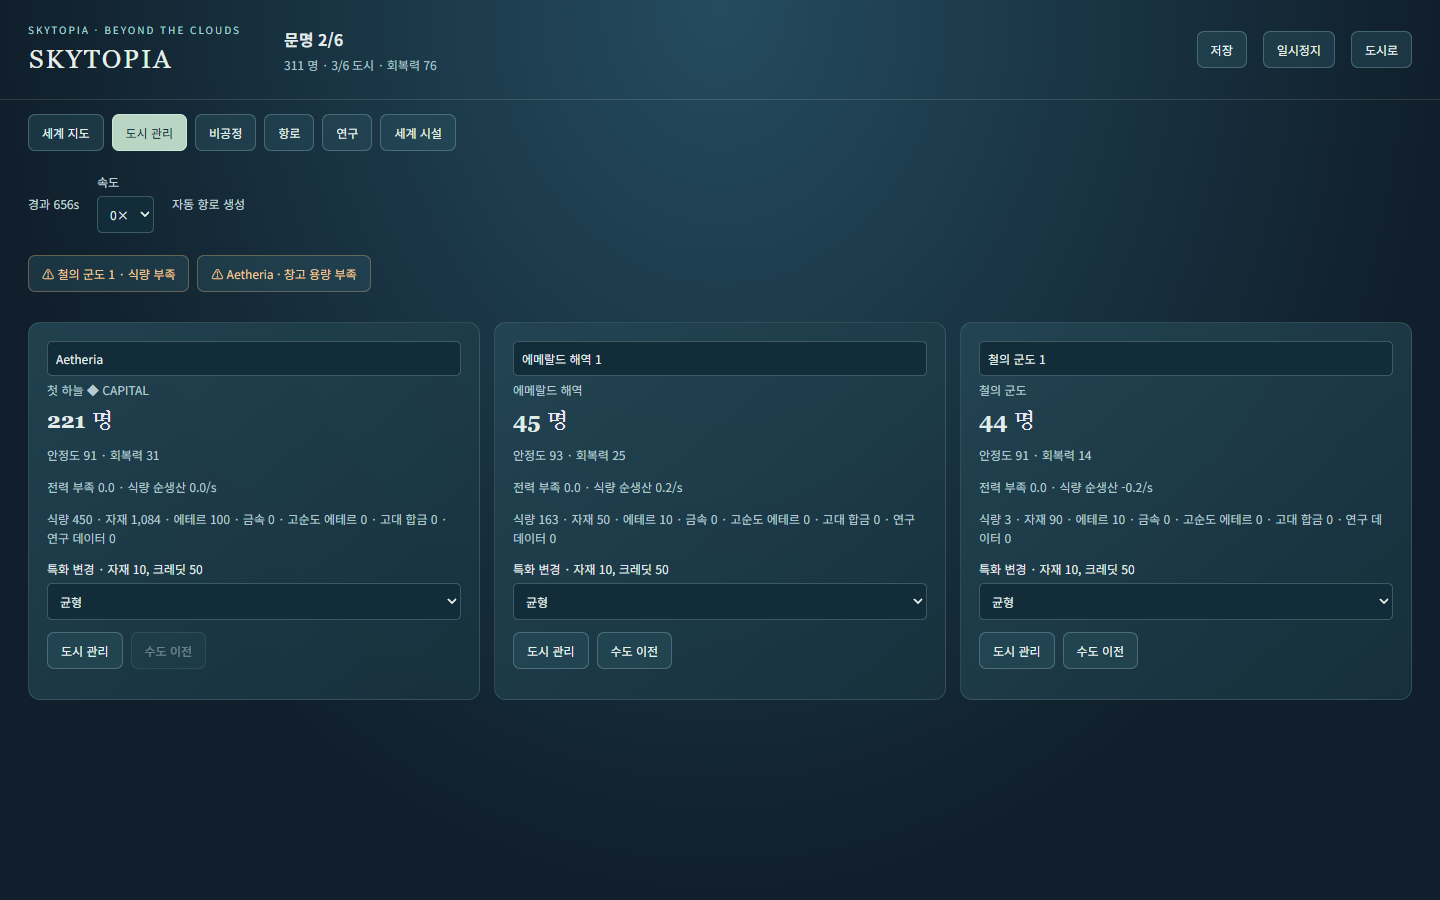 SKYTOPIA · BEYOND THE CLOUDS
SKYTOPIA
문명 2/6
311 명 · 3/6 도시 · 회복력 76
저장
일시정지
도시로
세계 지도
도시 관리
비공정
항로
연구
세계 시설
경과 656s
속도
0×
자동 항로 생성
⚠ 철의 군도 1 · 식량 부족
⚠ Aetheria · 창고 용량 부족
Aetheria
첫 하늘 ◆ CAPITAL
221 명
안정도 91 · 회복력 31
전력 부족 0.0 · 식량 순생산 0.0/s
식량 450 · 자재 1,084 · 에테르 100 · 금속 0 · 고순도 에테르 0 · 고대 합금 0 ·
연구 데이터 0
특화 변경 · 자재 10, 크레딧 50
균형
도시 관리
수도 이전
에메랄드 해역 1
에메랄드 해역
45 명
안정도 93 · 회복력 25
전력 부족 0.0 · 식량 순생산 0.2/s
식량 163 · 자재 50 · 에테르 10 · 금속 0 · 고순도 에테르 0 · 고대 합금 0 · 연구
데이터 0
특화 변경 · 자재 10, 크레딧 50
균형
도시 관리
수도 이전
철의 군도 1
철의 군도
44 명
안정도 91 · 회복력 14
전력 부족 0.0 · 식량 순생산 -0.2/s
식량 3 · 자재 90 · 에테르 10 · 금속 0 · 고순도 에테르 0 · 고대 합금 0 · 연구 데
이터 0
특화 변경 · 자재 10, 크레딧 50
균형
도시 관리
수도 이전